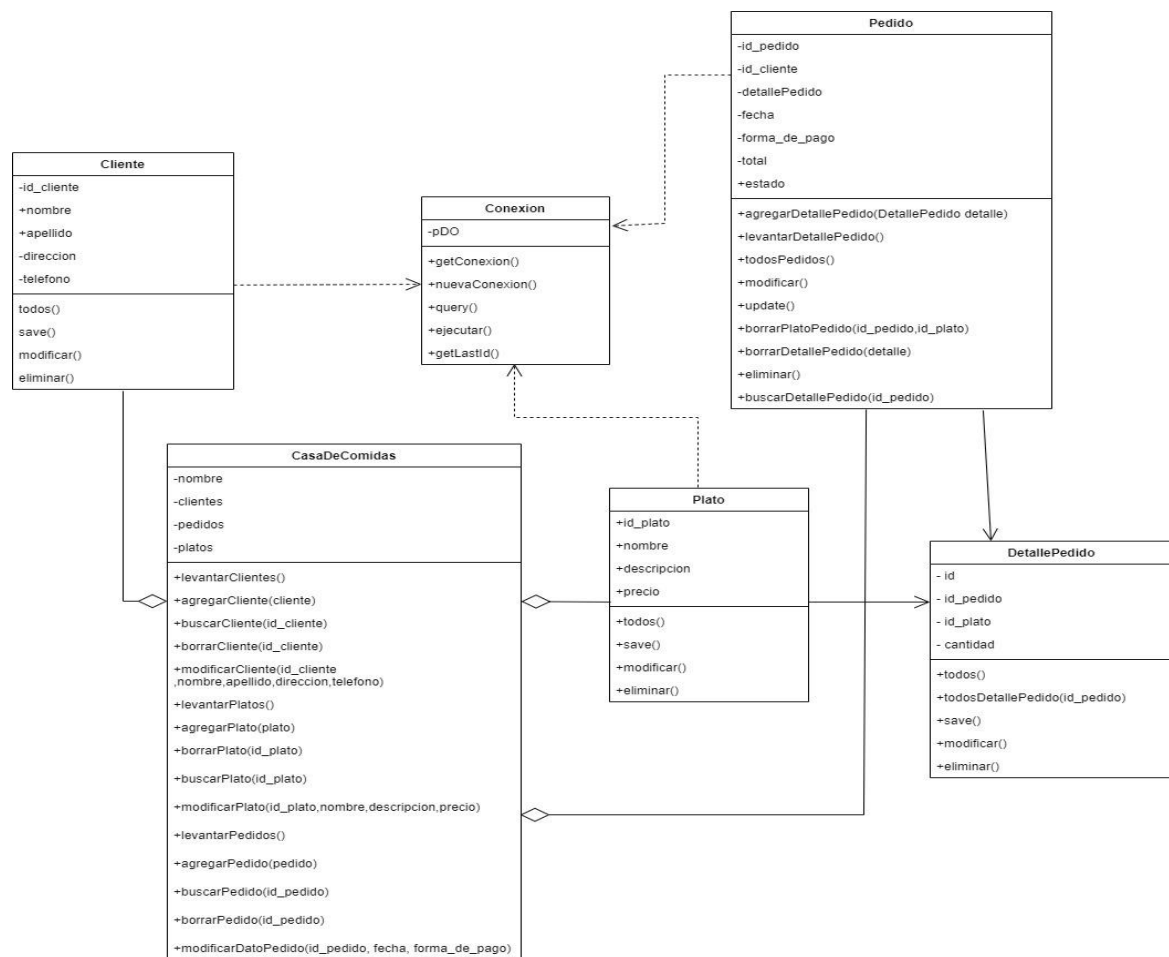 Pedido
-id_pedido
-id_cliente
-detallePedido
-fecha
-forma_de_pago
-total
+estado
+agregarDetallePedido(DetallePedido detalle)
+levantarDetallePedido()
+todosPedidos()
+modificar()
+update()
+borrarPlatoPedido(id_pedido,id_plato)
+borrarDetallePedido(detalle)
+eliminar()
+buscarDetallePedido(id_pedido)
Cliente
-id_cliente
+nombre
+apellido
-direccion
-telefono
todos()
save()
modificar()
eliminar()
Conexion
-pDO
+getConexion()
+nuevaConexion()
+query()
+ejecutar()
+getLastId()
CasaDeComidas
-nombre
-clientes
-pedidos
-platos
+levantarClientes()
+agregarCliente(cliente)
+buscarCliente(id_cliente)
+borrarCliente(id_cliente)
+modificarCliente(id_cliente
,nombre,apellido,direccion,telefono)
+levantarPlatos()
+agregarPlato(plato)
+borrarPlato(id_plato)
+buscarPlato(id_plato)
+modificarPlato(id_plato,nombre,descripcion,precio)
+levantarPedidos()
+agregarPedido(pedido)
+buscarPedido(id_pedido)
+borrarPedido(id_pedido)
+modificarDatoPedido(id_pedido, fecha, forma_de_pago)
Plato
+id_plato
+nombre
+descripcion
+precio
+todos()
+save()
+modificar()
+eliminar()
DetallePedido
- id
- id_pedido
- id_plato
- cantidad
+todos()
+todosDetallePedido(id_pedido)
+save()
+modificar()
+eliminar()